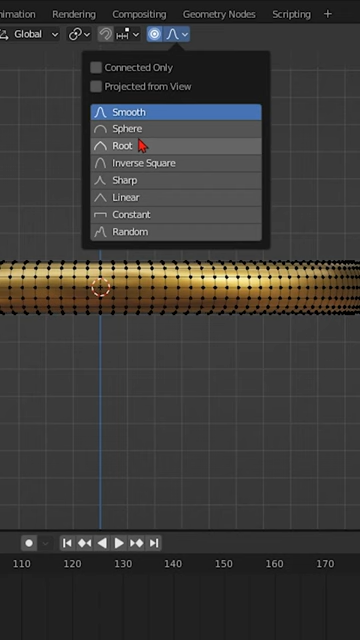 nimation Rendering Compositing Geometry Nodes Scripting +
Global
Connected Only
Projected from View
Smooth
Sphere
Root
Inverse Square
Sharp
Linear
Constant
Random
110 120 130 140 150 160 170